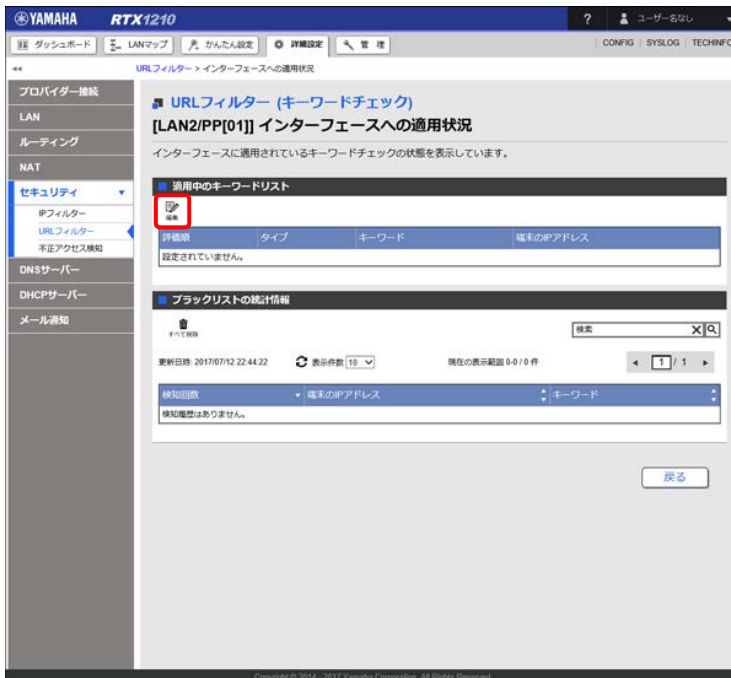 YAMAHA RTX1210 ? ユーザー名なし
ダッシュボード LANマップ かんたん設定 詳細設定 管 理 CONFIG SYSLOG TECHINFO
URLフィルター > インターフェースへの適用状況
プロバイダー接続
LAN
ルーティング
NAT
セキュリティ
IPフィルター
URLフィルター
不正アクセス検知
DNSサーバー
DHCPサーバー
メール通知
URLフィルター (キーワードチェック)
[LAN2/PP[01]] インターフェースへの適用状況
インターフェースに適用されているキーワードチェックの状態を表示しています。
適用中のキーワードリスト
編集
評価順 タイプ キーワード 端末のIPアドレス
設定されていません。
ブラックリストの統計情報
すべて削除
検索
更新日時: 2017/07/12 22:44:22 表示件数 10 現在の表示範囲 0-0 / 0 件 1 / 1
検知回数 端末のIPアドレス キーワード
検知履歴はありません。
戻る
Copyright © 2014 - 2017 Yamaha Corporation. All Rights Reserved.